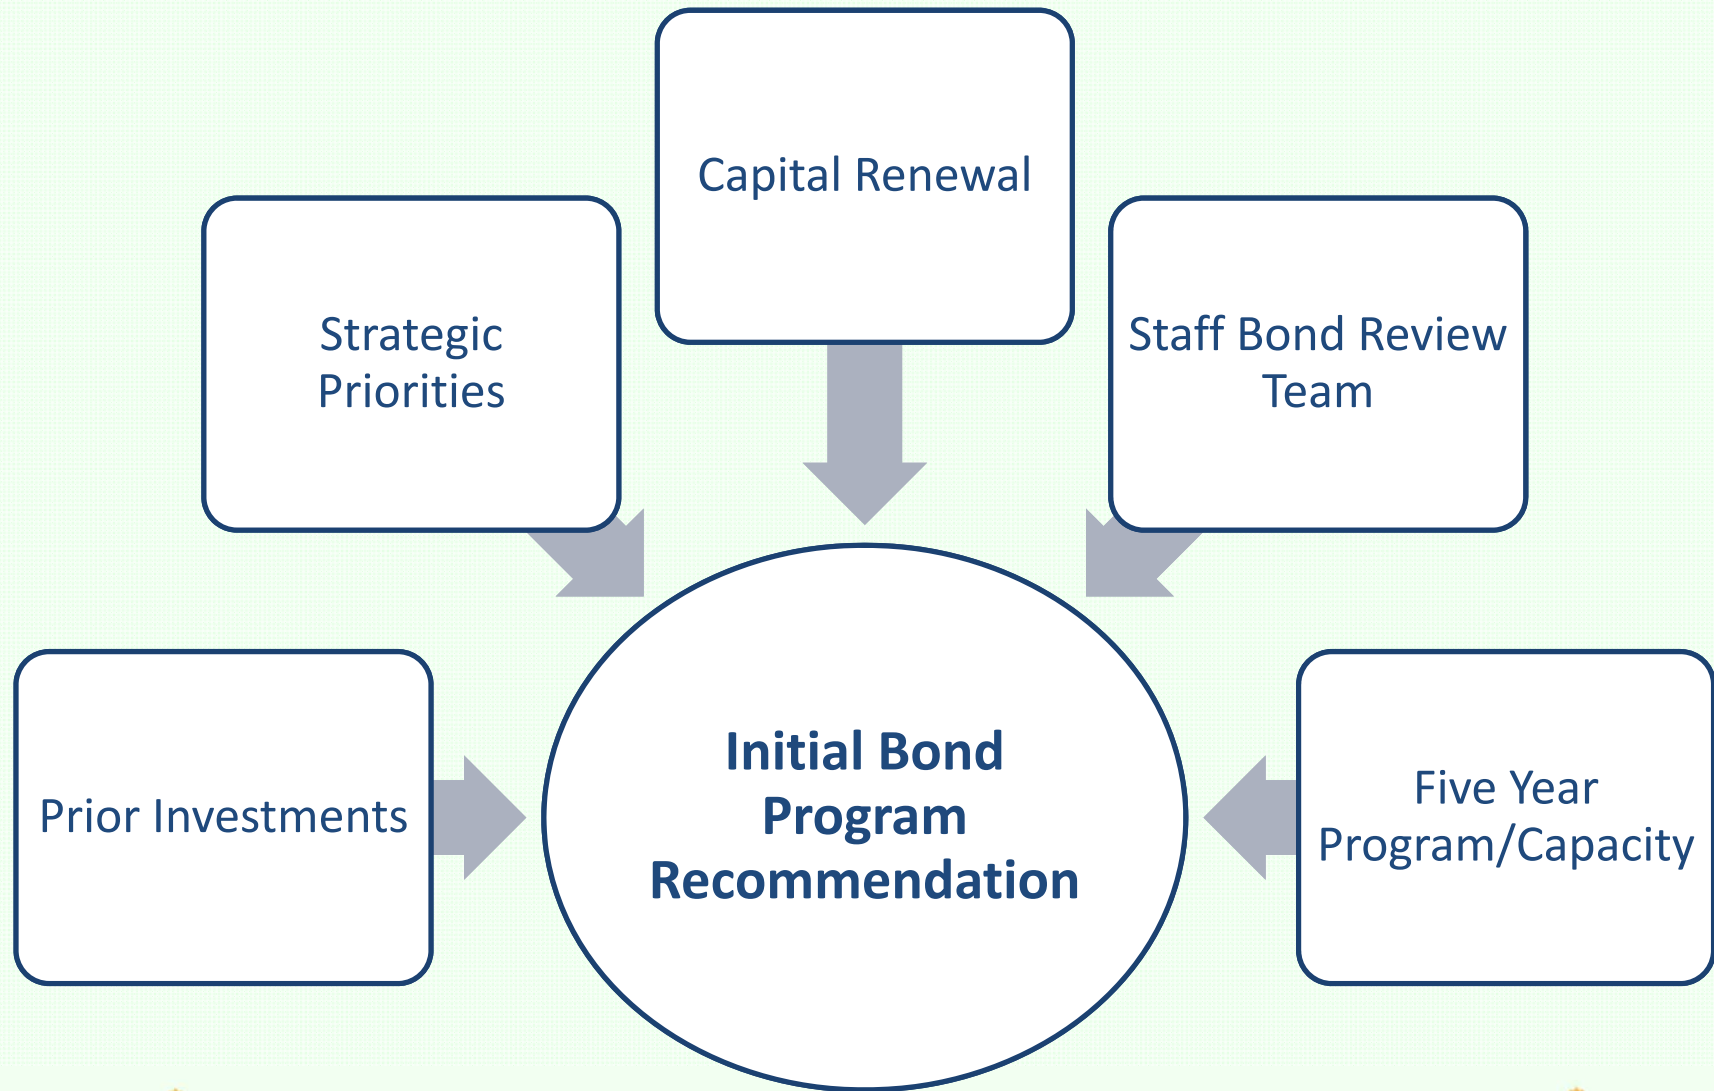 Capital Renewal
Strategic
Priorities
Staff Bond Review
Team
Prior Investments
Initial Bond
Program
Recommendation
Five Year
Program/Capacity